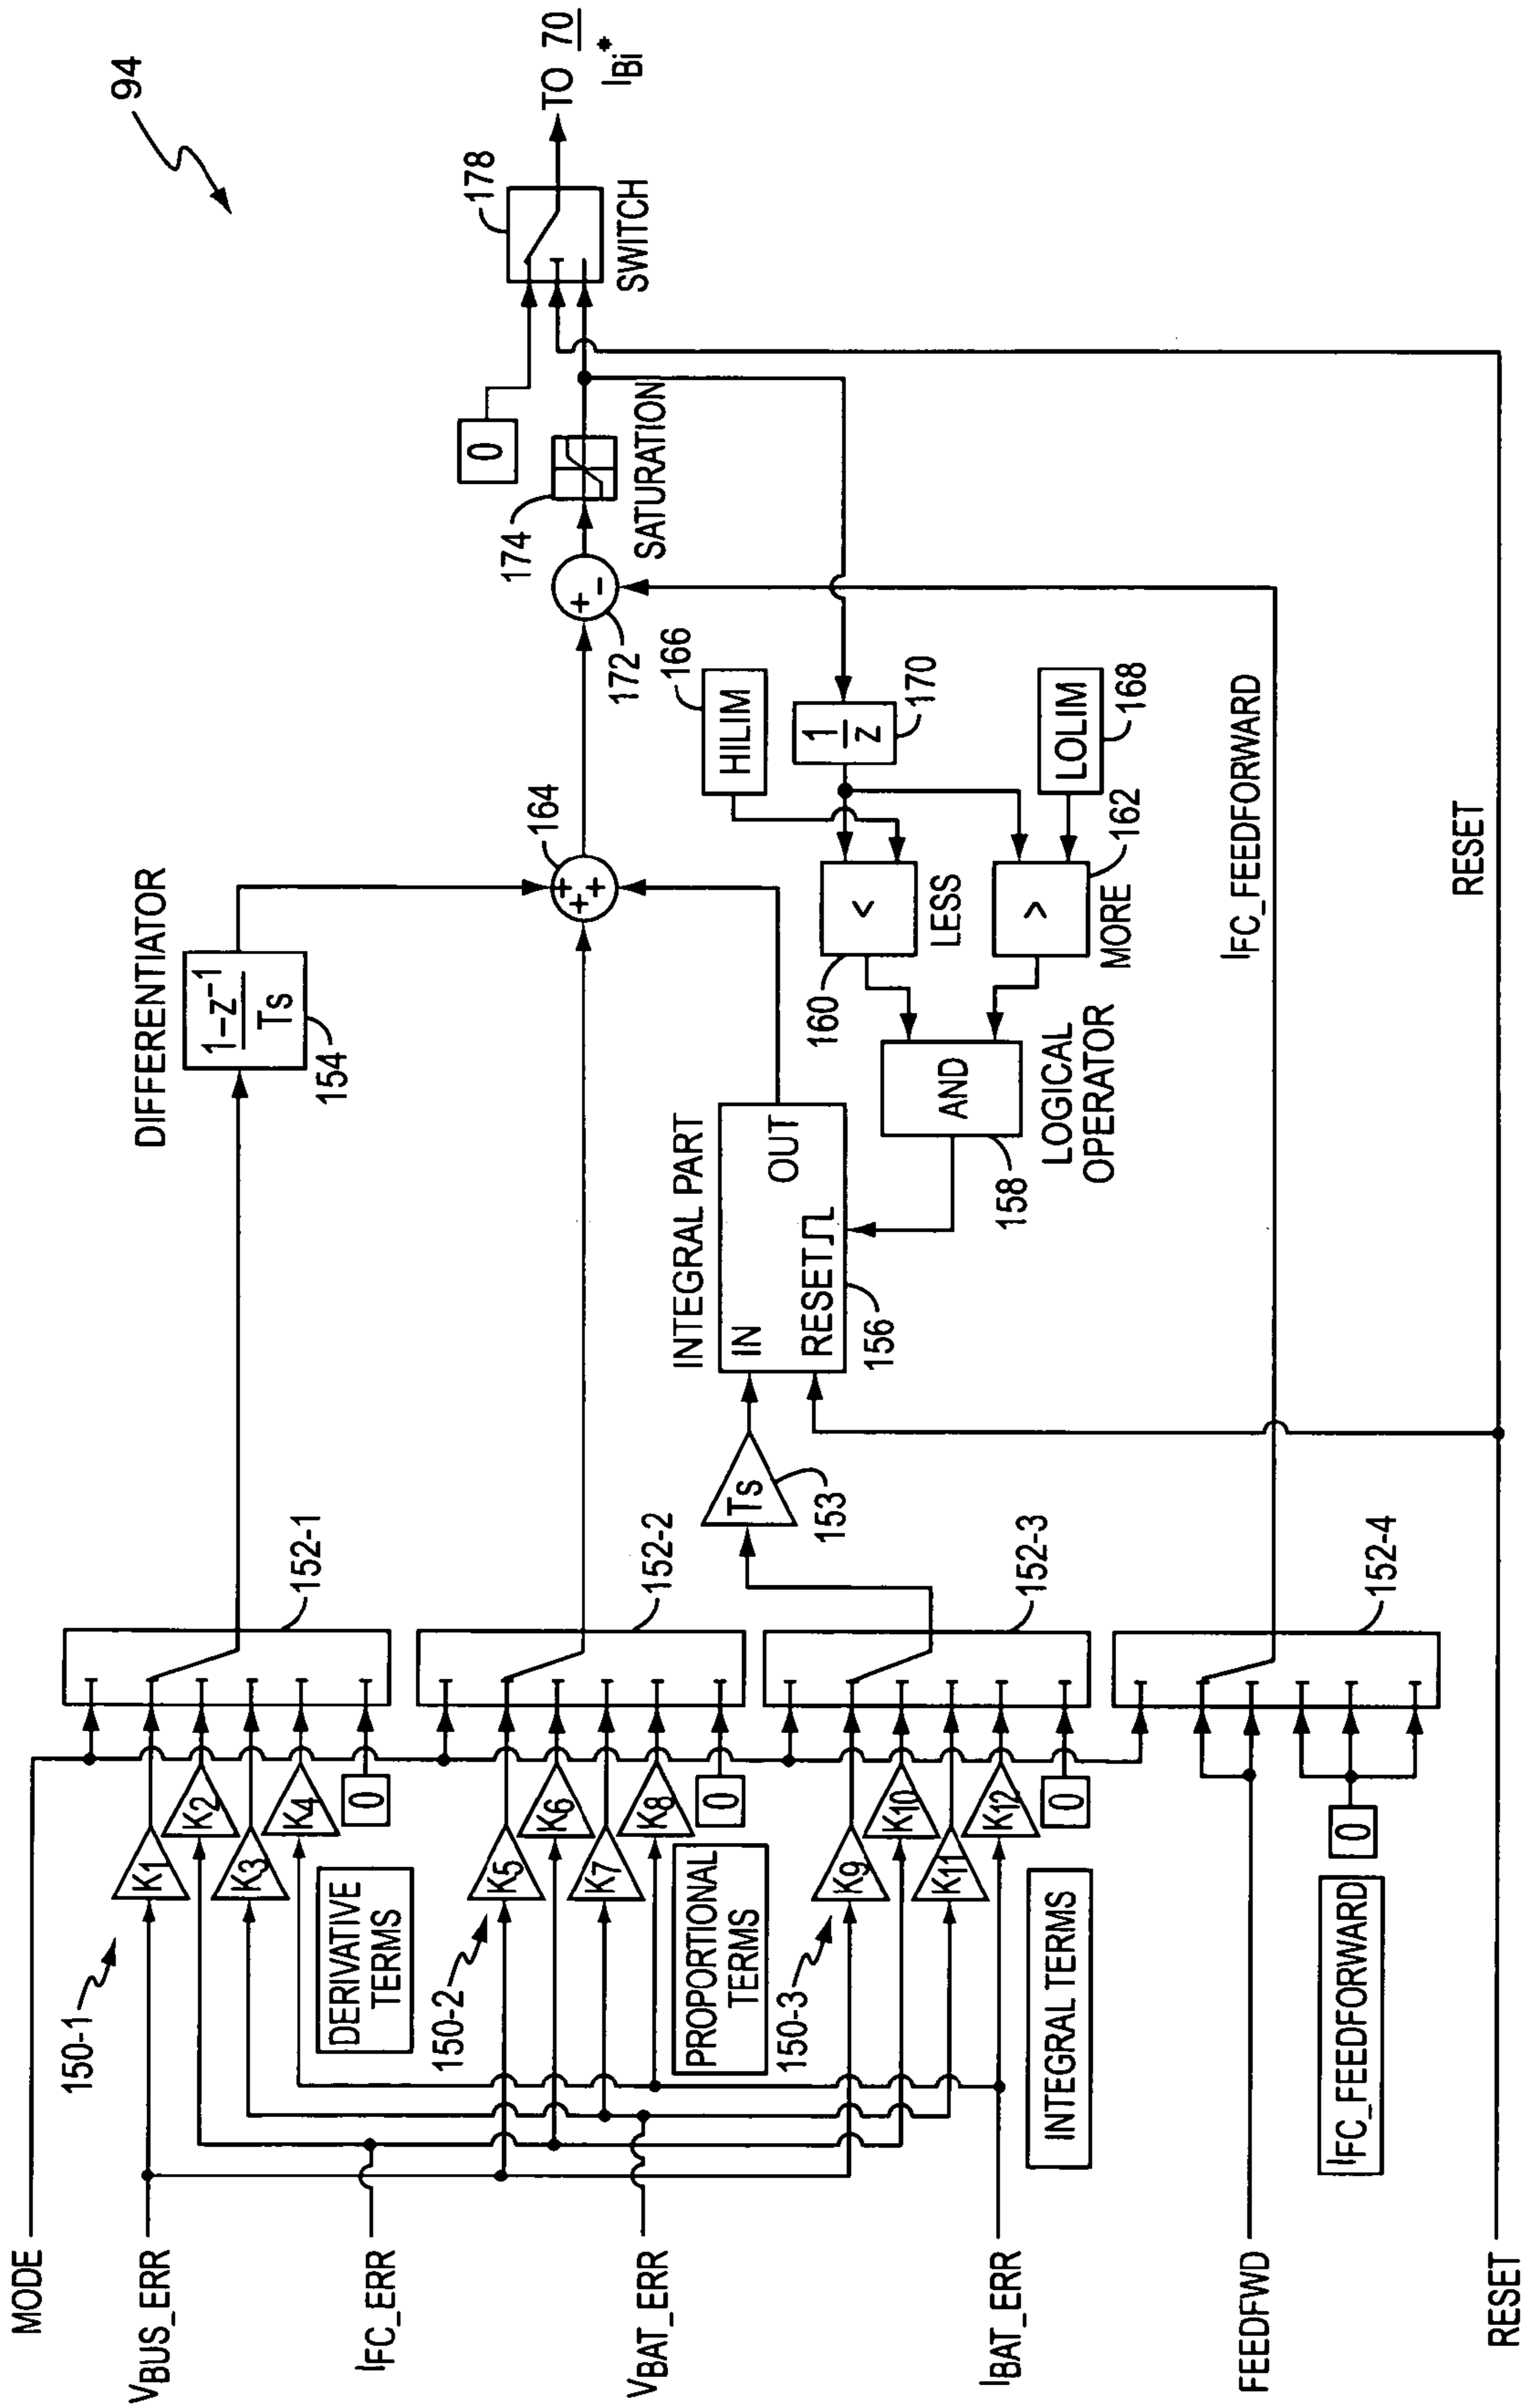 94
MODE
VBUS_ERR
IFC_ERR
VBAT_ERR
IBAT_ERR
FEEDFWD
RESET
150-1
K1
K2
K3
K4
0
DERIVATIVE
TERMS
152-1
150-2
K5
K6
K7
K8
0
PROPORTIONAL
TERMS
152-2
150-3
K9
K10
K11
K12
0
INTEGRAL TERMS
152-3
0
IFC_FEEDFORWARD
152-4
DIFFERENTIATOR
1-z-1
Ts
154
Ts
153
INTEGRAL PART
IN
OUT
RESET
156
AND
158
LOGICAL
OPERATOR
<
LESS
160
>
MORE
162
164
+
+
+
HILIM
166
1
z
170
LOLIM
168
+
-
172
174
SATURATION
0
178
SWITCH
TO 70
IBi*
IFC_FEEDFORWARD
RESET